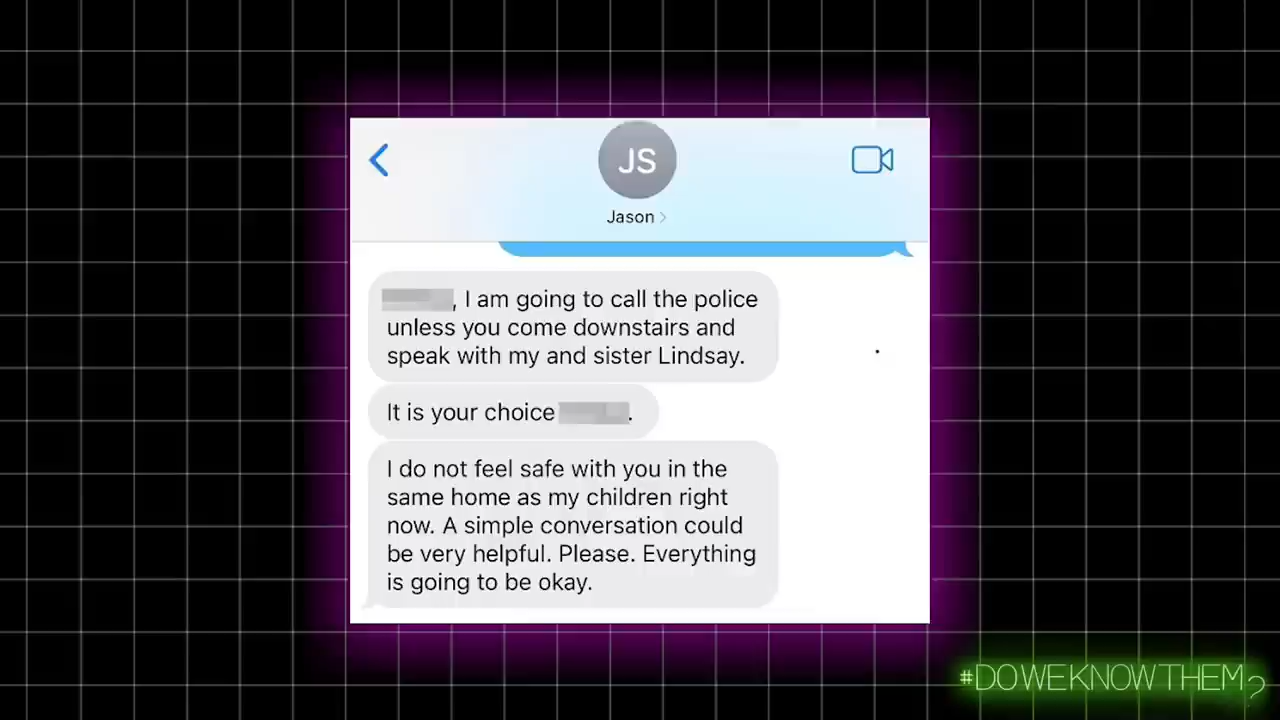 JS
Jason
, I am going to call the police
unless you come downstairs and
speak with my and sister Lindsay.
It is your choice .
I do not feel safe with you in the
same home as my children right
now. A simple conversation could
be very helpful. Please. Everything
is going to be okay.
#DOWEKNOWTHEM?